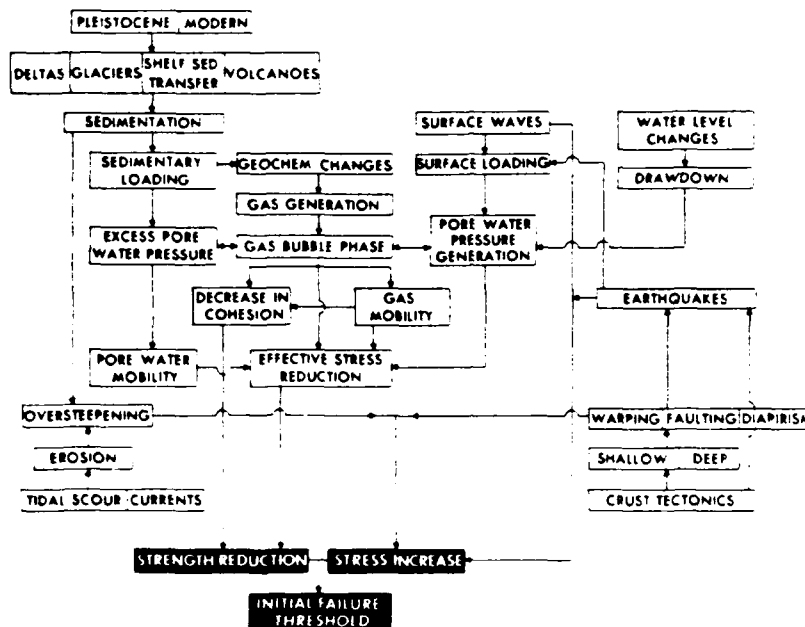 PLEISTOCENE MODERN
DELTAS GLACIERS SHELF SED TRANSFER VOLCANOES
SEDIMENTATION
SURFACE WAVES
WATER LEVEL
CHANGES
SEDIMENTARY
LOADING
GEOCHEM CHANGES
SURFACE LOADING
DRAWDOWN
GAS GENERATION
EXCESS PORE
WATER PRESSURE
GAS BUBBLE PHASE
PORE WATER
PRESSURE
GENERATION
DECREASE IN
COHESION
GAS
MOBILITY
EARTHQUAKES
PORE WATER
MOBILITY
EFFECTIVE STRESS
REDUCTION
OVERSTEEPENING
WARPING FAULTING DIAPIRISM
EROSION
SHALLOW DEEP
TIDAL SCOUR CURRENTS
CRUST TECTONICS
STRENGTH REDUCTION
STRESS INCREASE
INITIAL FAILURE
THRESHOLD